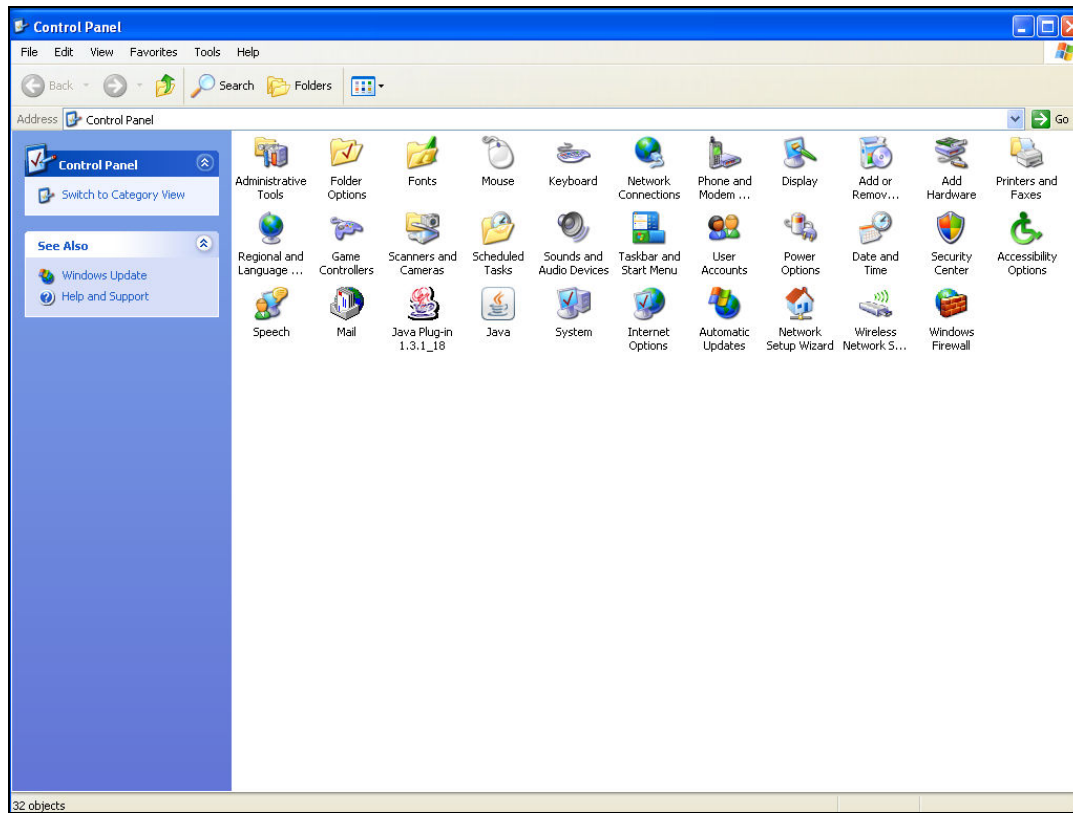 Control Panel
File Edit View Favorites Tools Help
Back Search Folders
Address Control Panel Go
Control Panel
Switch to Category View
See Also
Windows Update
Help and Support
Administrative Tools
Folder Options
Fonts
Mouse
Keyboard
Network Connections
Phone and Modem ...
Display
Add or Remov...
Add Hardware
Printers and Faxes
Regional and Language ...
Game Controllers
Scanners and Cameras
Scheduled Tasks
Sounds and Audio Devices
Taskbar and Start Menu
User Accounts
Power Options
Date and Time
Security Center
Accessibility Options
Speech
Mail
Java Plug-in 1.3.1_18
Java
System
Internet Options
Automatic Updates
Network Setup Wizard
Wireless Network S...
Windows Firewall
32 objects